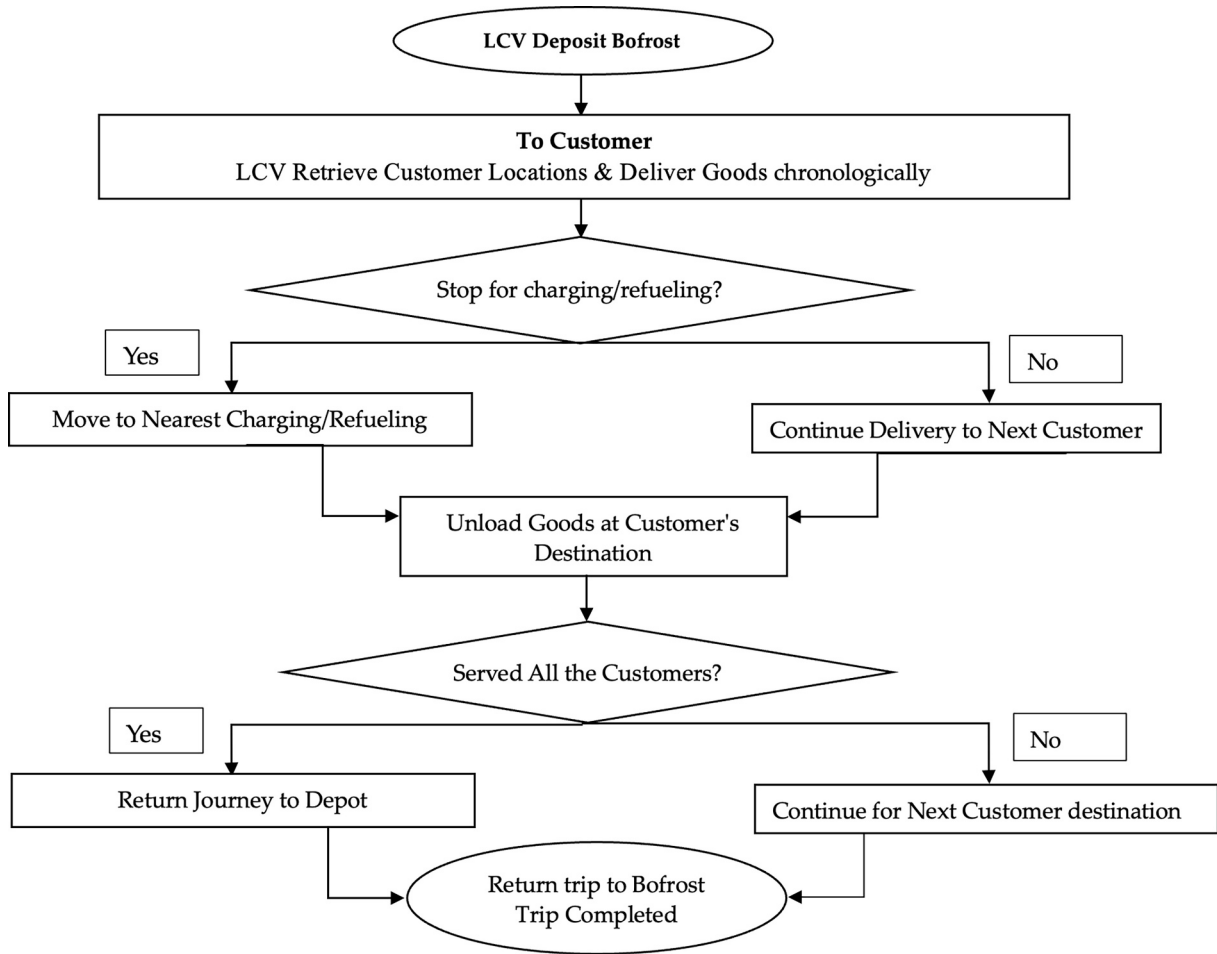 LCV Deposit Bofrost
To Customer
LCV Retrieve Customer Locations & Deliver Goods chronologically
Stop for charging/refueling?
Yes
No
Move to Nearest Charging/Refueling
Continue Delivery to Next Customer
Unload Goods at Customer's
Destination
Served All the Customers?
Yes
No
Return Journey to Depot
Continue for Next Customer destination
Return trip to Bofrost
Trip Completed